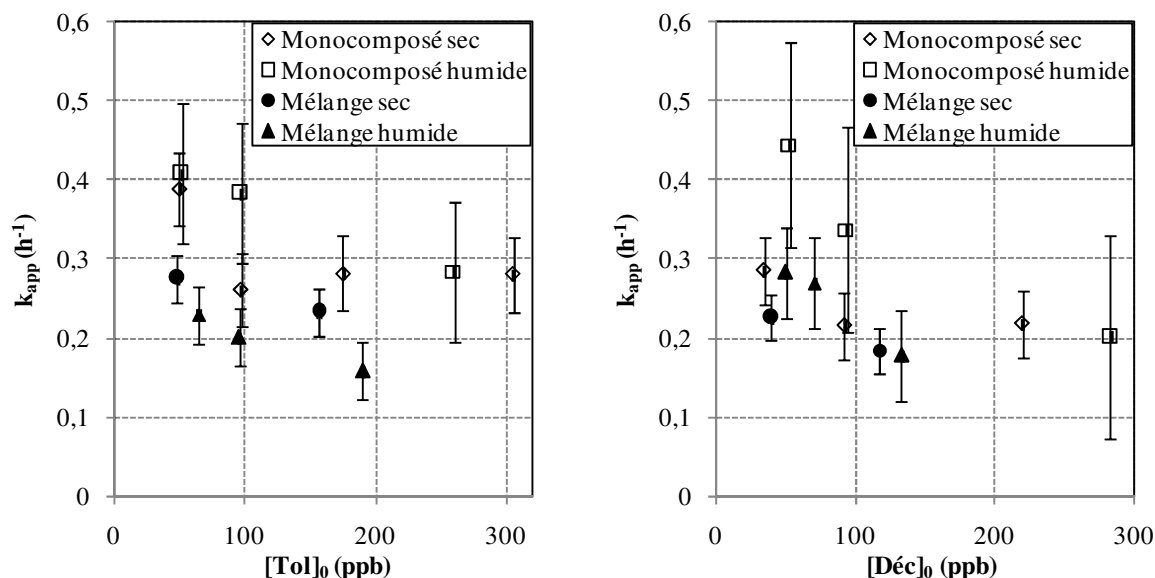 0,6
0,5
0,4
0,3
0,2
0,1
0
k_app (h⁻¹)
Monocomposé sec
Monocomposé humide
Mélange sec
Mélange humide
0 100 200 300
[Tol]₀ (ppb)
0,6
0,5
0,4
0,3
0,2
0,1
0
k_app (h⁻¹)
Monocomposé sec
Monocomposé humide
Mélange sec
Mélange humide
0 100 200 300
[Déc]₀ (ppb)